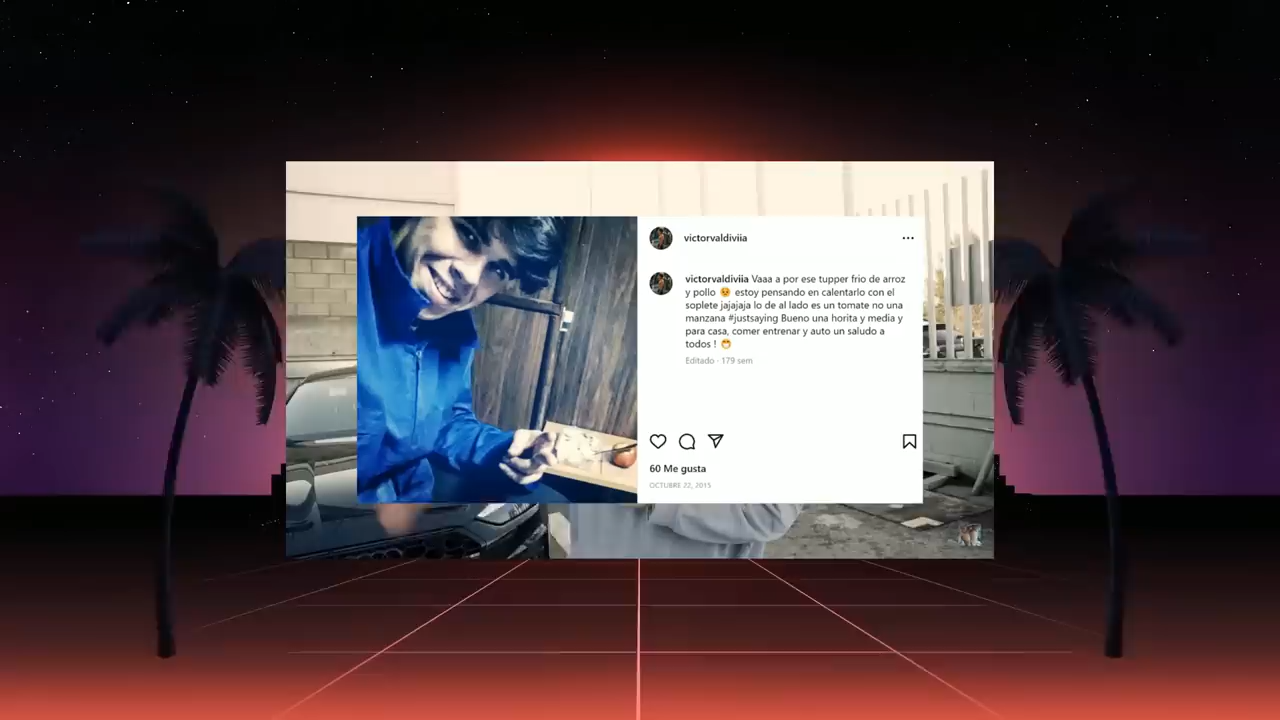 victorvaldiviia
victorvaldiviia Vaaa a por ese tupper frio de arroz
y pollo 😣 estoy pensando en calentarlo con el
soplete jajajaja lo de al lado es un tomate no una
manzana #justsaying Bueno una horita y media y
para casa, comer entrenar y auto un saludo a
todos ! 😁
Editado · 179 sem
60 Me gusta
OCTUBRE 22, 2015